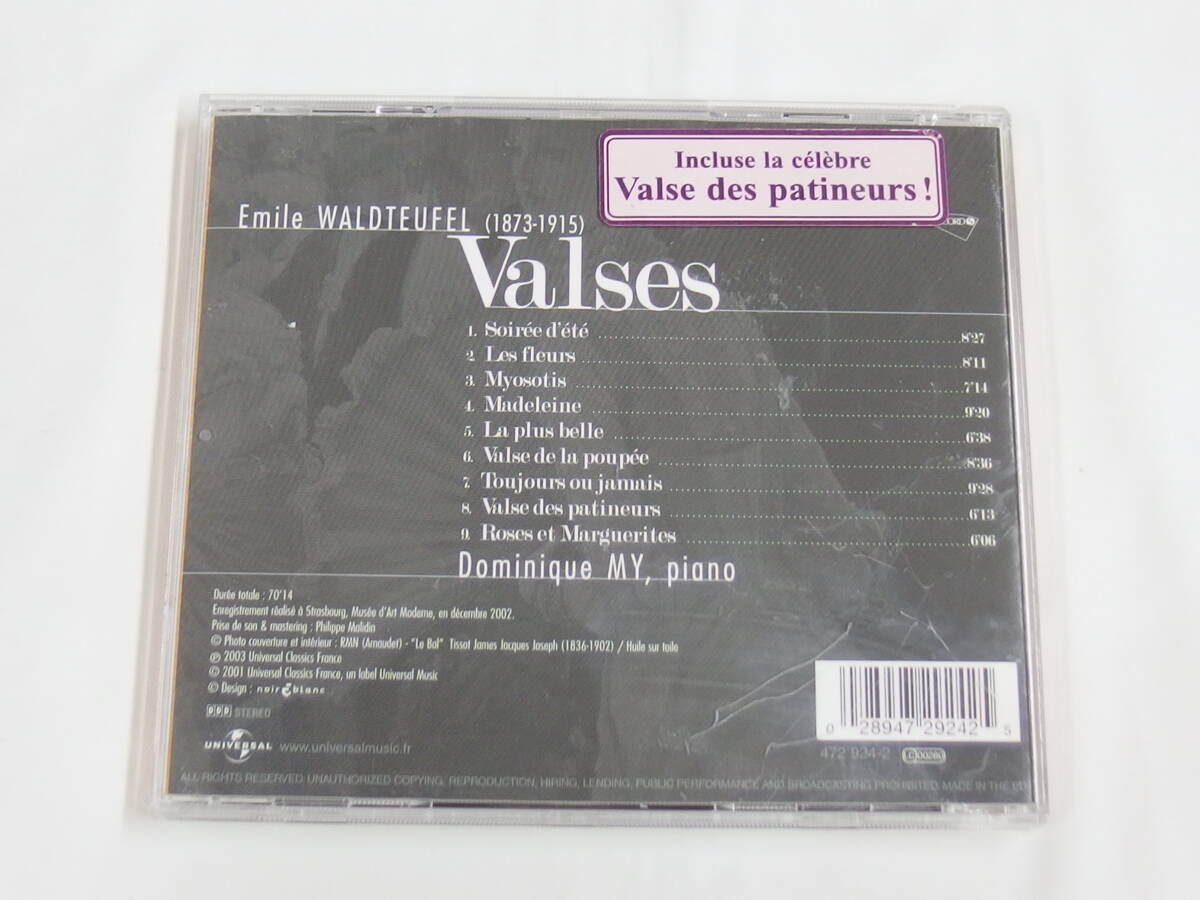 Incluse la célèbre
Valse des patineurs !
Emile WALDTEUFEL (1873-1915)
Valses
1. Soirée d'été 8'27
2. Les fleurs 8'11
3. Myosotis 7'14
4. Madeleine 9'20
5. La plus belle 6'38
6. Valse de la poupée 8'36
7. Toujours ou jamais 9'28
8. Valse des patineurs 6'13
9. Roses et Marguerites 6'06
Dominique MY, piano
Durée totale : 70'14
Enregistrement réalisé à Strasbourg, Musée d'Art Moderne, en décembre 2002.
Prise de son & mastering : Philippe Malidin
© Photo couverture et intérieur : RMN (Arnaudet) - "Le Bal" Tissot James Jacques Joseph (1836-1902) / Huile sur toile
℗ 2003 Universal Classics France
© 2001 Universal Classics France, un label Universal Music
© Design : noir & blanc
DDD STEREO
UNIVERSAL www.universalmusic.fr
0 28947 29242 5
472 924-2 LC 00280
ALL RIGHTS RESERVED. UNAUTHORIZED COPYING, REPRODUCTION, HIRING, LENDING, PUBLIC PERFORMANCE AND BROADCASTING PROHIBITED. MADE IN THE